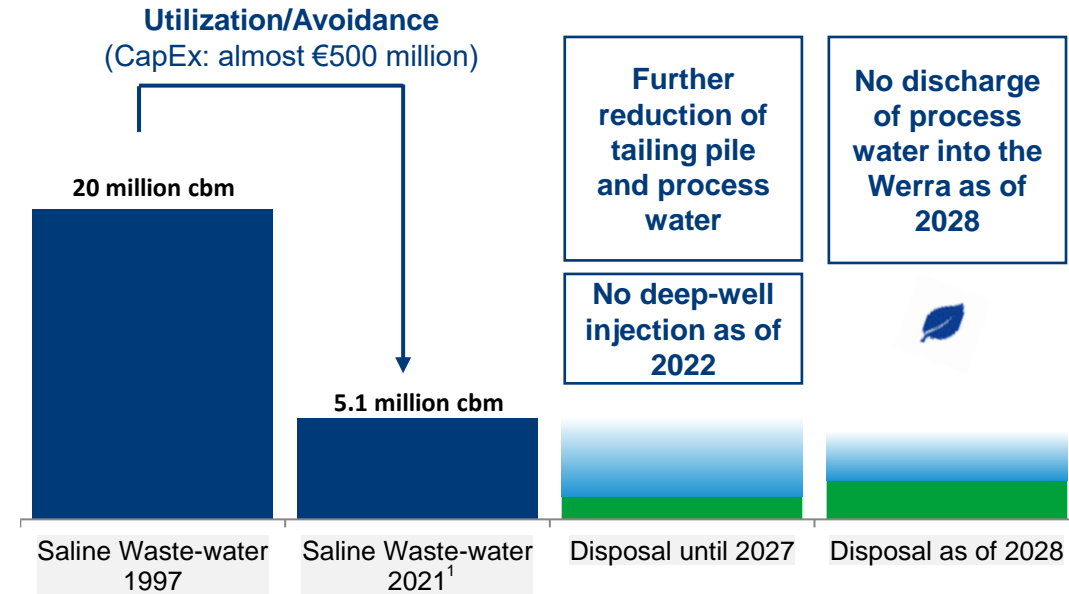 Utilization/Avoidance
(CapEx: almost €500 million)
20 million cbm
5.1 million cbm
Further
reduction of
tailing pile
and process
water
No deep-well
injection as of
2022
No discharge
of process
water into the
Werra as of
2028
Saline Waste-water
1997
Saline Waste-water
2021¹
Disposal until 2027
Disposal as of 2028